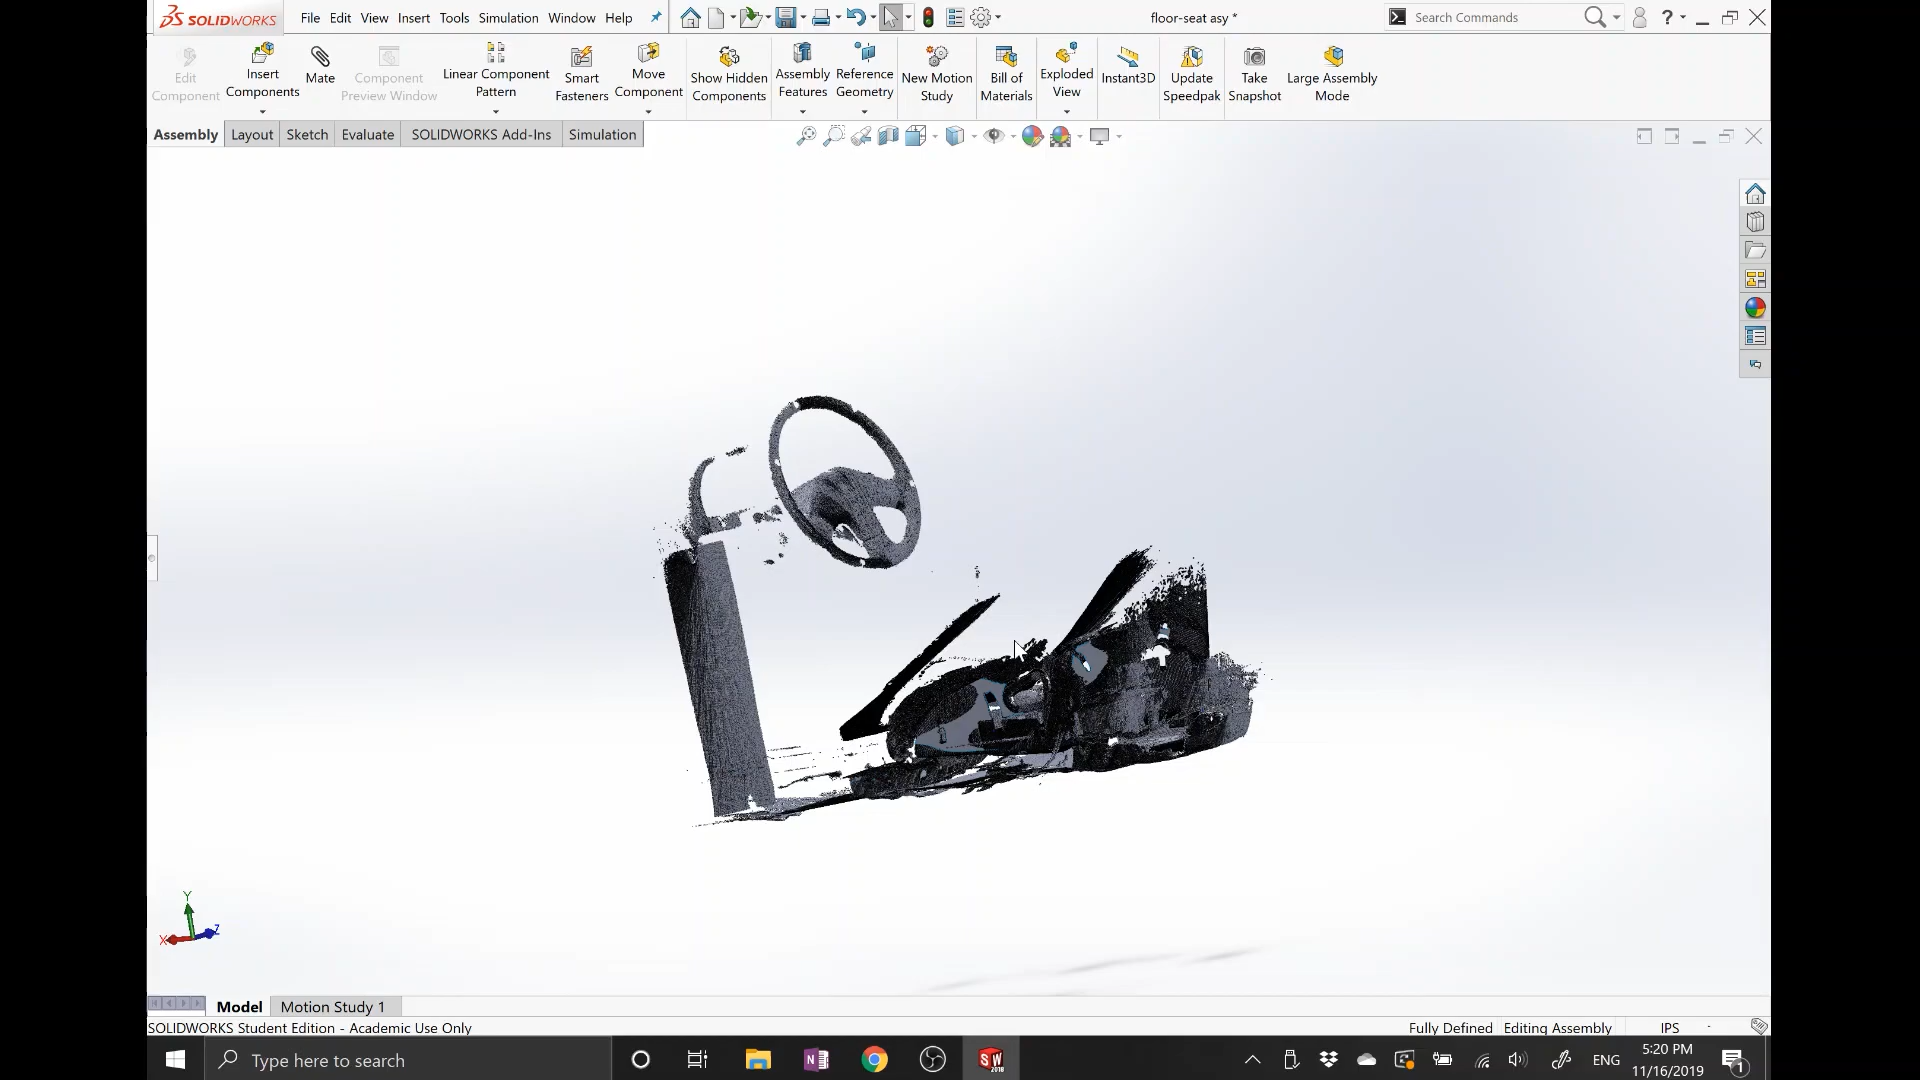 SOLIDWORKS File Edit View Insert Tools Simulation Window Help floor-seat asy * Search Commands ?
Edit Component
Insert Components
Mate
Component Preview Window
Linear Component Pattern
Smart Fasteners
Move Component
Show Hidden Components
Assembly Features
Reference Geometry
New Motion Study
Bill of Materials
Exploded View
Instant3D
Update Speedpak
Take Snapshot
Large Assembly Mode
Assembly Layout Sketch Evaluate SOLIDWORKS Add-Ins Simulation
Y
X
Z
Model Motion Study 1
SOLIDWORKS Student Edition - Academic Use Only Fully Defined Editing Assembly IPS -
Type here to search
SW
2018
ENG
5:20 PM
11/16/2019
1